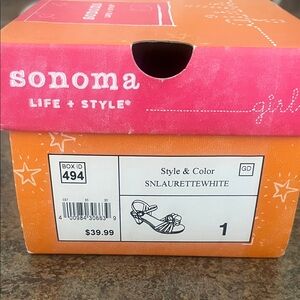 sonoma
LIFE + STYLE®
girl
BOX ID
494
Style & Color
GD
SNLAURETTEWHITE
$39.99
1